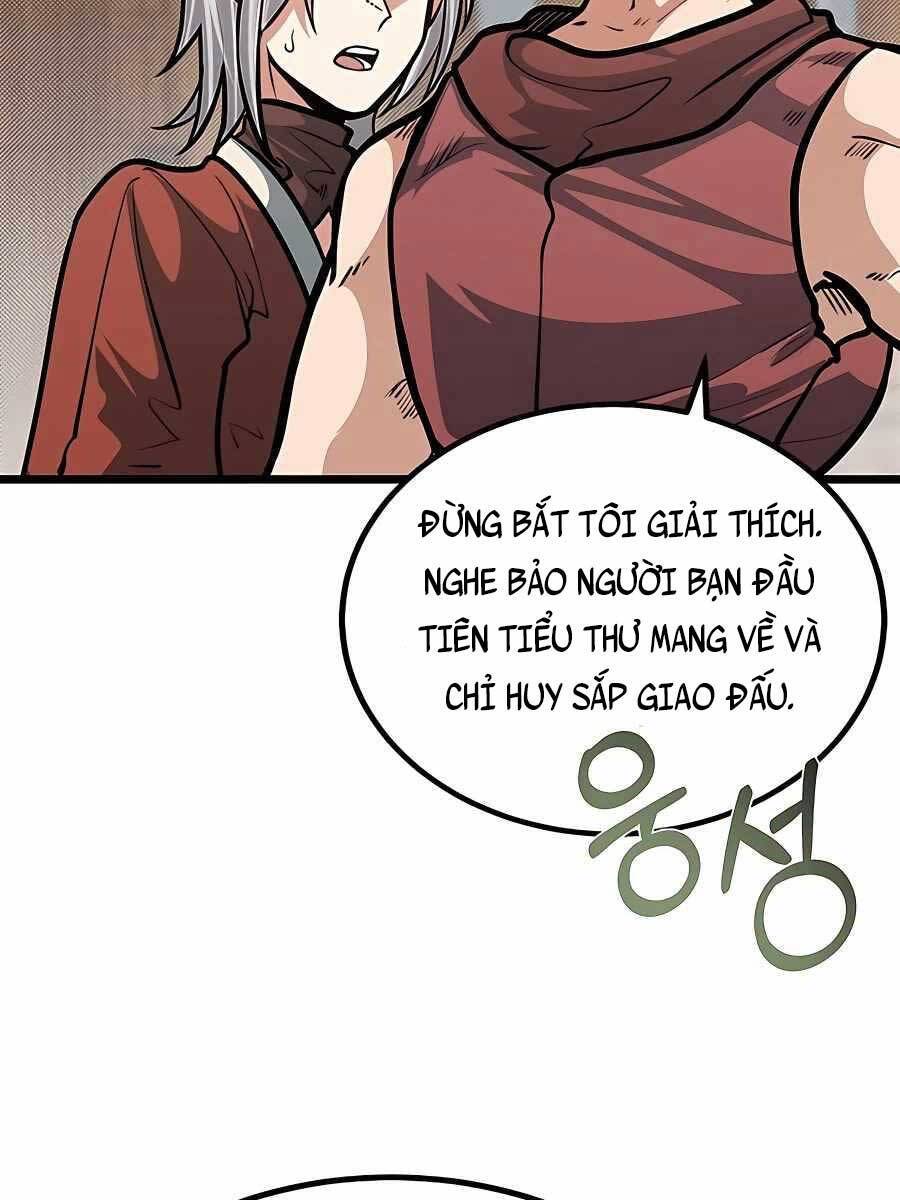 ĐỪNG BẮT TÔI GIẢI THÍCH.
NGHE BẢO NGƯỜI BẠN ĐẦU
TIÊN TIỂU THƯ MANG VỀ VÀ
CHỈ HUY SẮP GIAO ĐẤU.
웅성